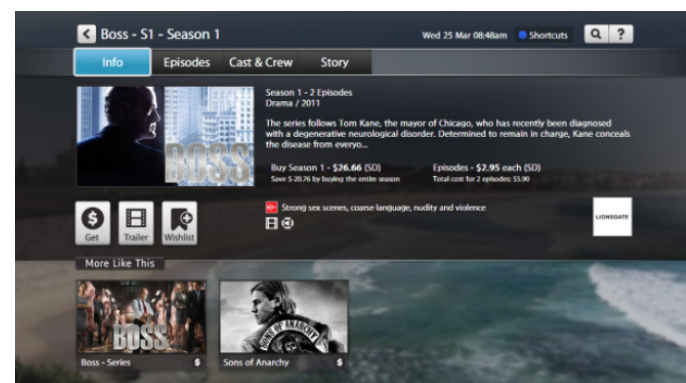 Boss - S1 - Season 1
Wed 25 Mar 08:48am
Shortcuts
?
Info
Episodes
Cast & Crew
Story
Season 1 - 2 Episodes
Drama / 2011
The series follows Tom Kane, the mayor of Chicago, who has recently been diagnosed
with a degenerative neurological disorder. Determined to remain in charge, Kane conceals
the disease from everyo...
BOSS
Buy Season 1 - $26.66 (SD)
Save $-20.76 by buying the entire season
Episodes - $2.95 each (SD)
Total cost for 2 episodes: $5.90
Strong sex scenes, coarse language, nudity and violence
LIONSGATE
$
Get
Trailer
Wishlist
More Like This
BOSS
SONS OF ANARCHY
Boss - Series
$
Sons of Anarchy
$